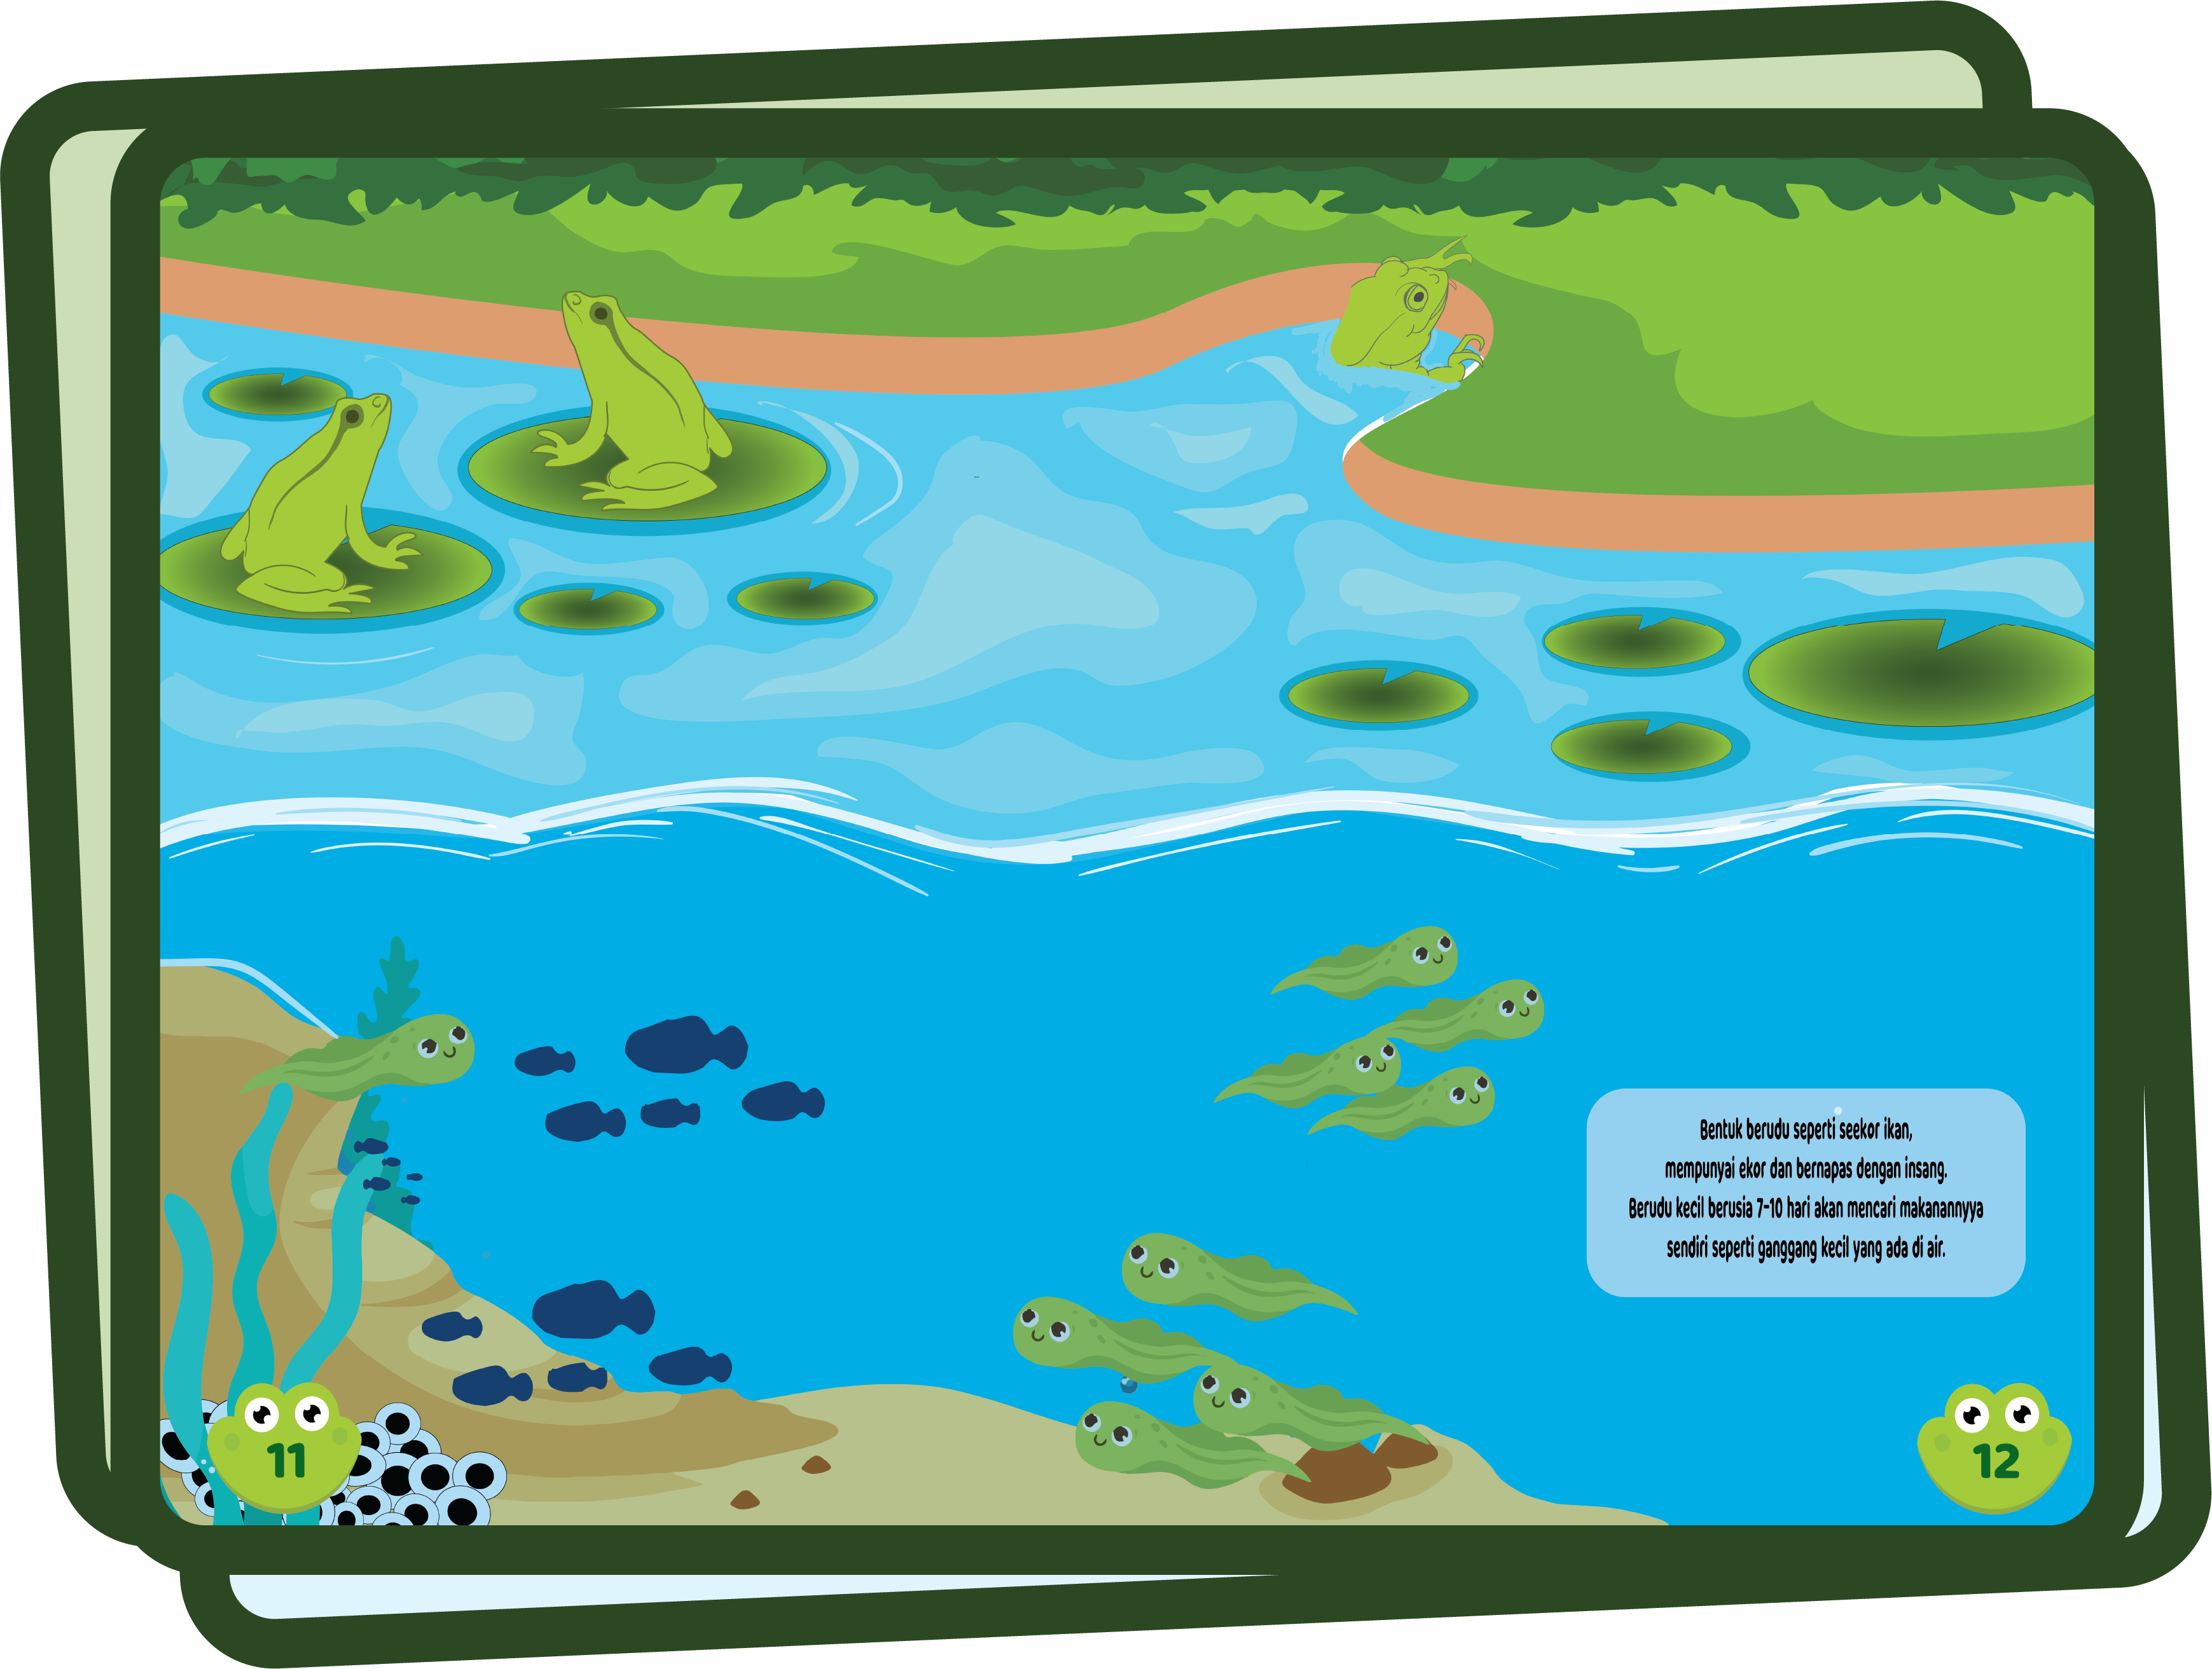 Bentuk berudu seperti seekor ikan,
mempunyai ekor dan bernapas dengan insang.
Berudu kecil berusia 7-10 hari akan mencari makanannyya
sendiri seperti ganggang kecil yang ada di air.
11
12